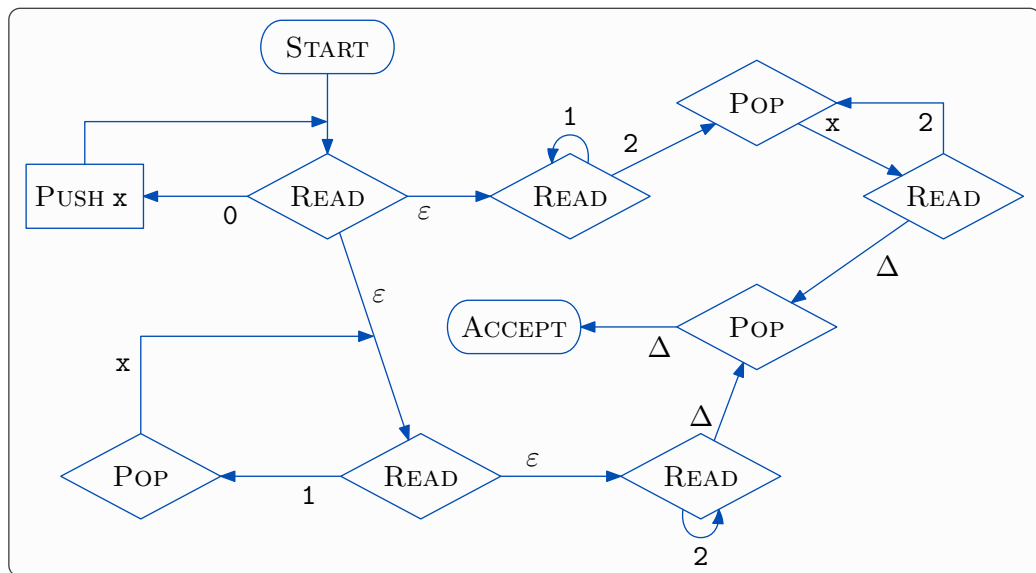 START
POP
1
2
x
2
PUSH x
0
READ
ε
READ
READ
Δ
ε
ACCEPT
Δ
POP
x
Δ
POP
1
READ
ε
READ
2